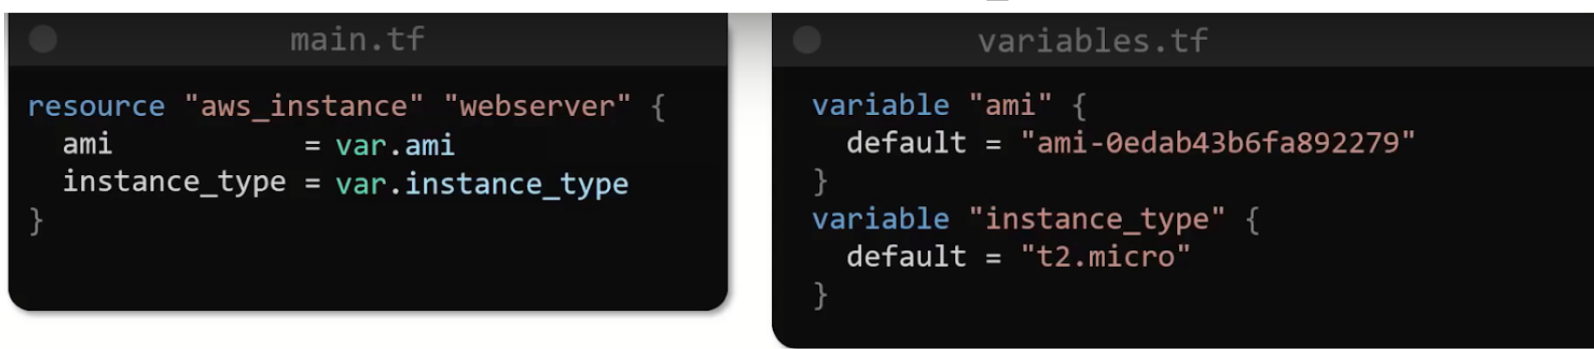 main.tf
resource "aws_instance" "webserver" {
  ami           = var.ami
  instance_type = var.instance_type
}
variables.tf
variable "ami" {
  default = "ami-0edab43b6fa892279"
}
variable "instance_type" {
  default = "t2.micro"
}